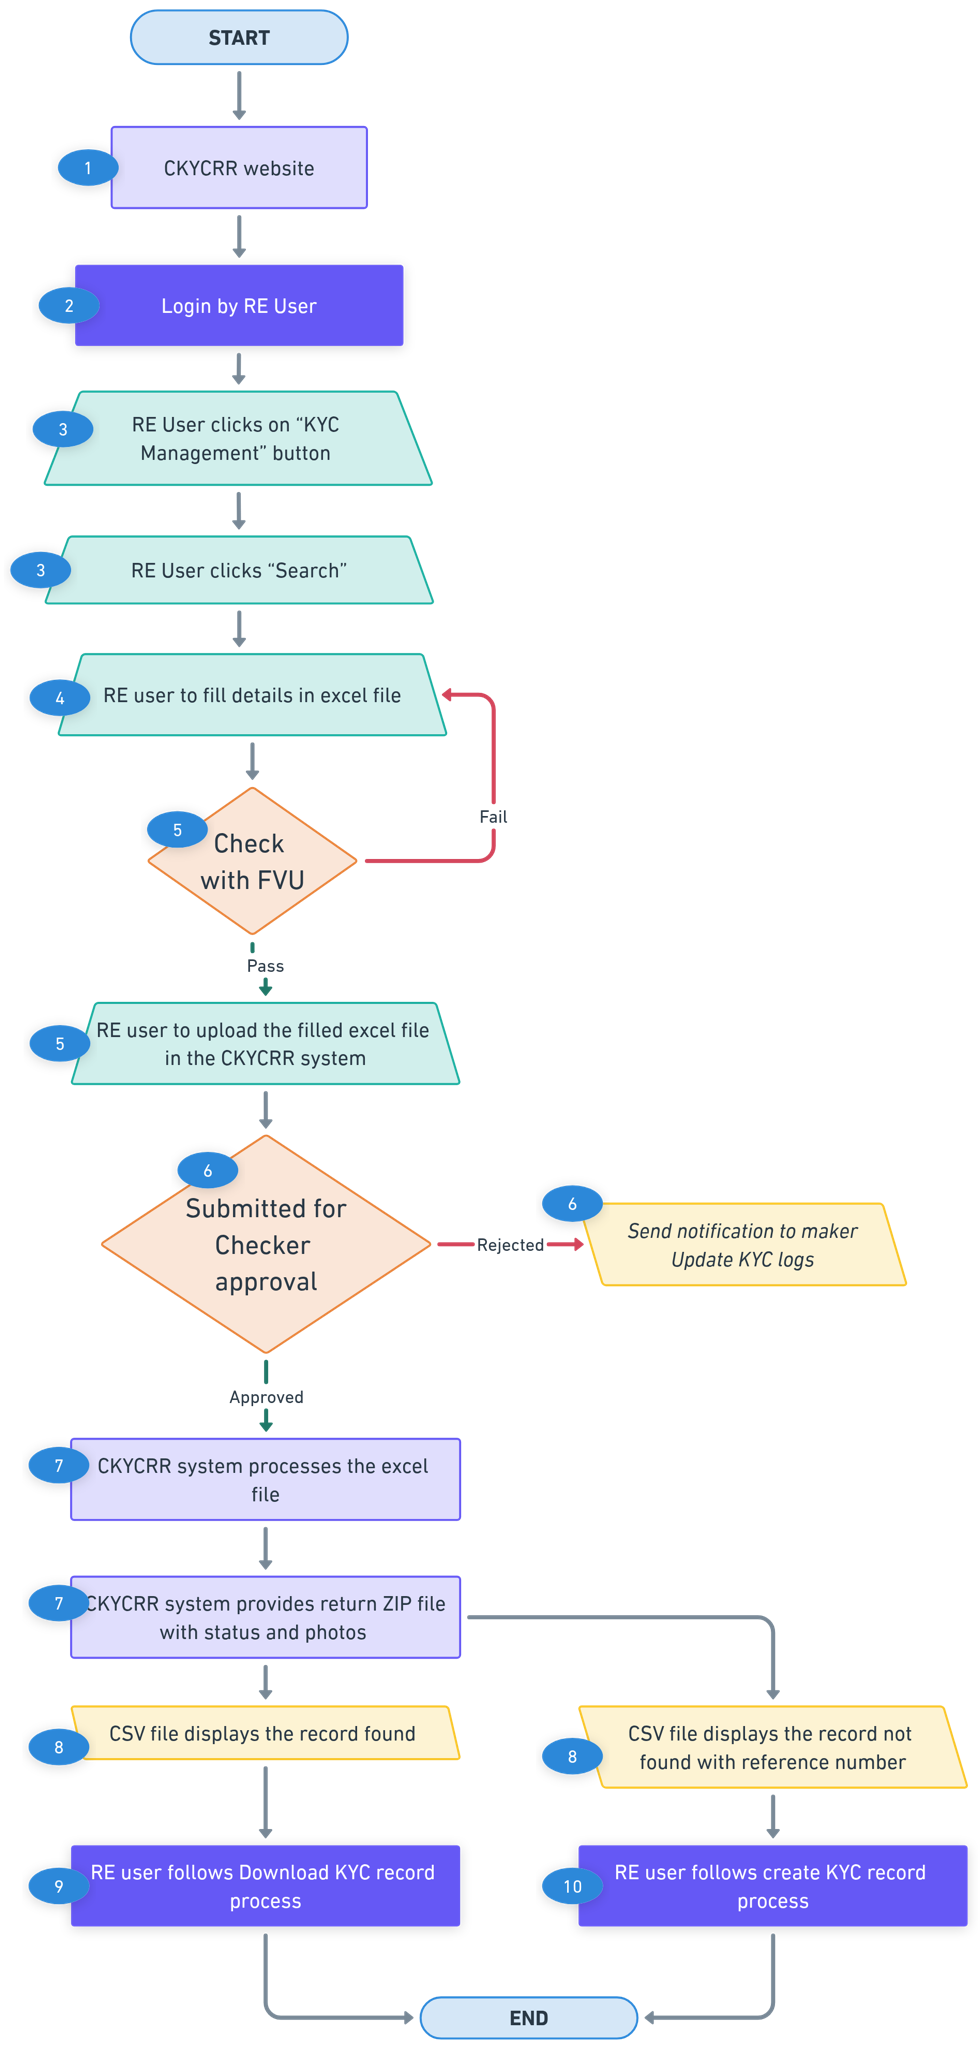 START
1
CKYCRR website
2
Login by RE User
3
RE User clicks on “KYC
Management” button
3
RE User clicks “Search”
4
RE user to fill details in excel file
Fail
5
Check
with FVU
Pass
5
RE user to upload the filled excel file
in the CKYCRR system
6
Submitted for
Checker
approval
Rejected
6
Send notification to maker
Update KYC logs
Approved
7
CKYCRR system processes the excel
file
7
CKYCRR system provides return ZIP file
with status and photos
8
CSV file displays the record found
8
CSV file displays the record not
found with reference number
9
RE user follows Download KYC record
process
10
RE user follows create KYC record
process
END